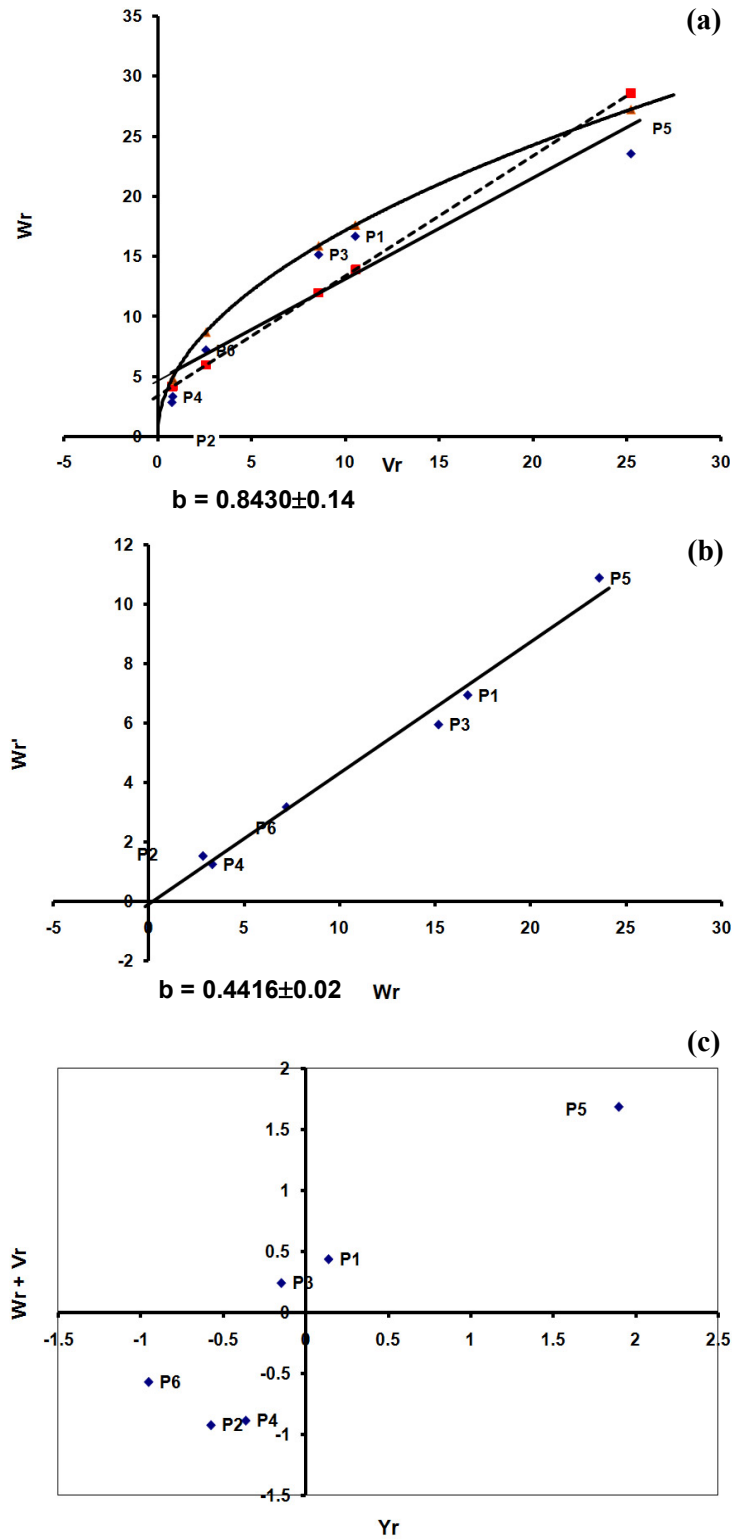 (a)
35
30
25
20
15
10
5
0
Wr
P5
P1
P3
P6
P4
P2
-5 0 5 10 15 20 25 30
Vr
b = 0.8430±0.14
(b)
12
10
8
6
4
2
0
-2
Wr'
P5
P1
P3
P6
P2
P4
-5 0 5 10 15 20 25 30
b = 0.4416±0.02 Wr
(c)
2
1.5
1
0.5
0
-0.5
-1
-1.5
Wr + Vr
P5
P1
P3
-1.5 -1 -0.5 0 0.5 1 1.5 2 2.5
P6
P2 P4
Yr